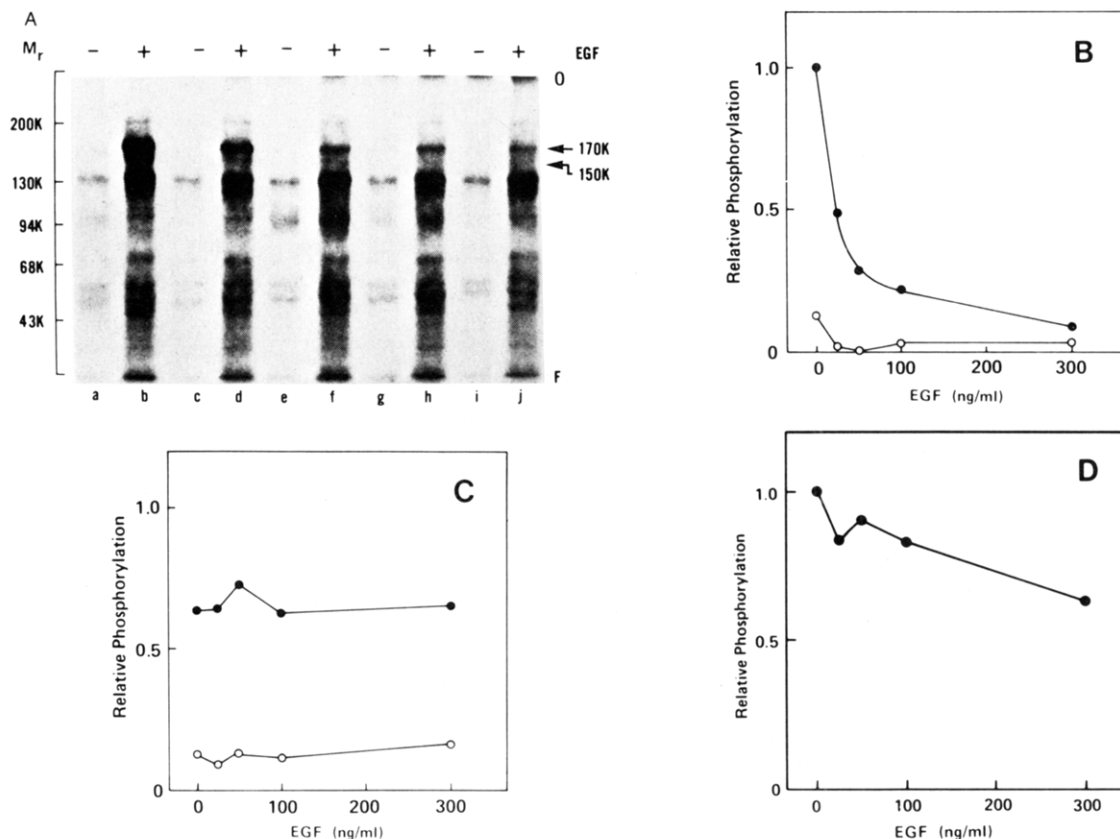 A
M_r − + − + − + − + − + EGF
O
200K
170K
150K
130K
94K
68K
43K
F
a b c d e f g h i j
B
Relative Phosphorylation
1.0
0.5
0
0 100 200 300
EGF (ng/ml)
C
Relative Phosphorylation
1.0
0.5
0
0 100 200 300
EGF (ng/ml)
D
Relative Phosphorylation
1.0
0.5
0
0 100 200 300
EGF (ng/ml)